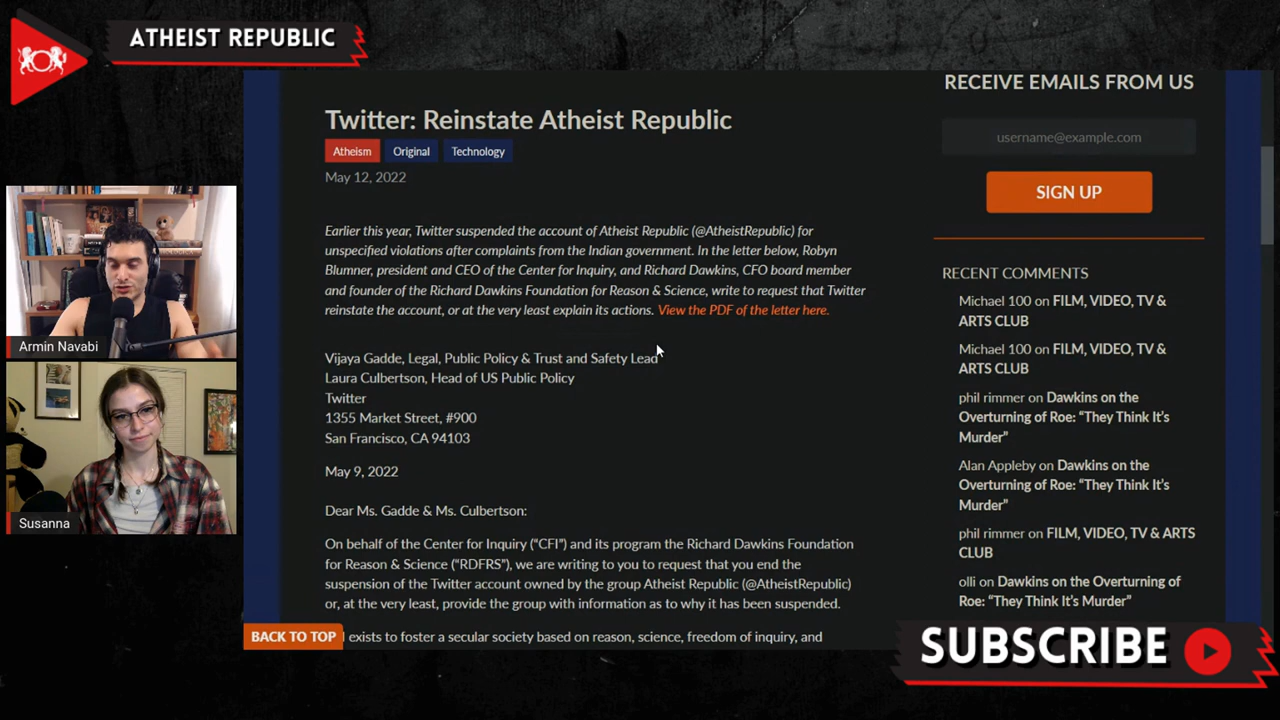 ATHEIST REPUBLIC
RECEIVE EMAILS FROM US
username@example.com
SIGN UP
Twitter: Reinstate Atheist Republic
Atheism
Original
Technology
May 12, 2022
Earlier this year, Twitter suspended the account of Atheist Republic (@AtheistRepublic) for
unspecified violations after complaints from the Indian government. In the letter below, Robyn
Blumner, president and CEO of the Center for Inquiry, and Richard Dawkins, CFO board member
and founder of the Richard Dawkins Foundation for Reason & Science, write to request that Twitter
reinstate the account, or at the very least explain its actions. View the PDF of the letter here.
Vijaya Gadde, Legal, Public Policy & Trust and Safety Lead
Laura Culbertson, Head of US Public Policy
Twitter
1355 Market Street, #900
San Francisco, CA 94103
May 9, 2022
Dear Ms. Gadde & Ms. Culbertson:
On behalf of the Center for Inquiry ("CFI") and its program the Richard Dawkins Foundation
for Reason & Science ("RDFRS"), we are writing to you to request that you end the
suspension of the Twitter account owned by the group Atheist Republic (@AtheistRepublic)
or, at the very least, provide the group with information as to why it has been suspended.
exists to foster a secular society based on reason, science, freedom of inquiry, and
BACK TO TOP
RECENT COMMENTS
Michael 100 on FILM, VIDEO, TV &
ARTS CLUB
Michael 100 on FILM, VIDEO, TV &
ARTS CLUB
phil rimmer on Dawkins on the
Overturning of Roe: “They Think It’s
Murder”
Alan Appleby on Dawkins on the
Overturning of Roe: “They Think It’s
Murder”
phil rimmer on FILM, VIDEO, TV & ARTS
CLUB
olli on Dawkins on the Overturning of
Roe: “They Think It’s Murder”
Armin Navabi
Susanna
SUBSCRIBE